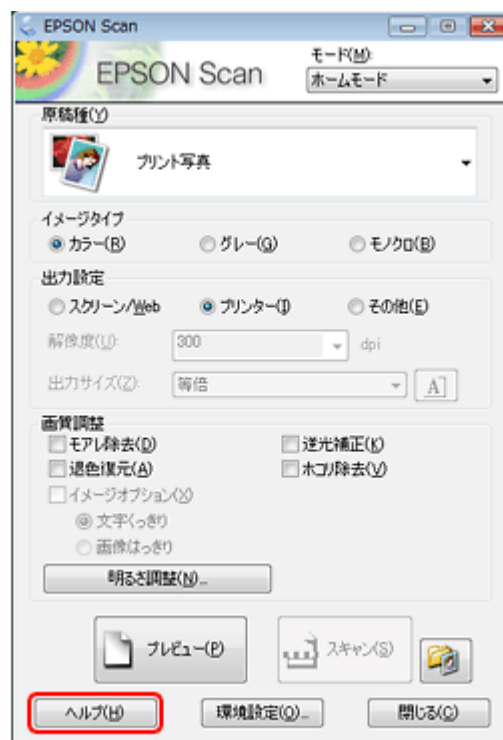 EPSON Scan
EPSON Scan
モード(M):
ホームモード
原稿種(Y)
プリント写真
イメージタイプ
カラー(R) グレー(G) モノクロ(B)
出力設定
スクリーン/Web プリンター(I) その他(E)
解像度(U): 300 dpi
出力サイズ(Z): 等倍 A
画質調整
モアレ除去(D) 逆光補正(K)
退色復元(A) ホコリ除去(V)
イメージオプション(X)
文字くっきり
画像はっきり
明るさ調整(N)...
プレビュー(P) スキャン(S)
ヘルプ(H) 環境設定(O)... 閉じる(C)